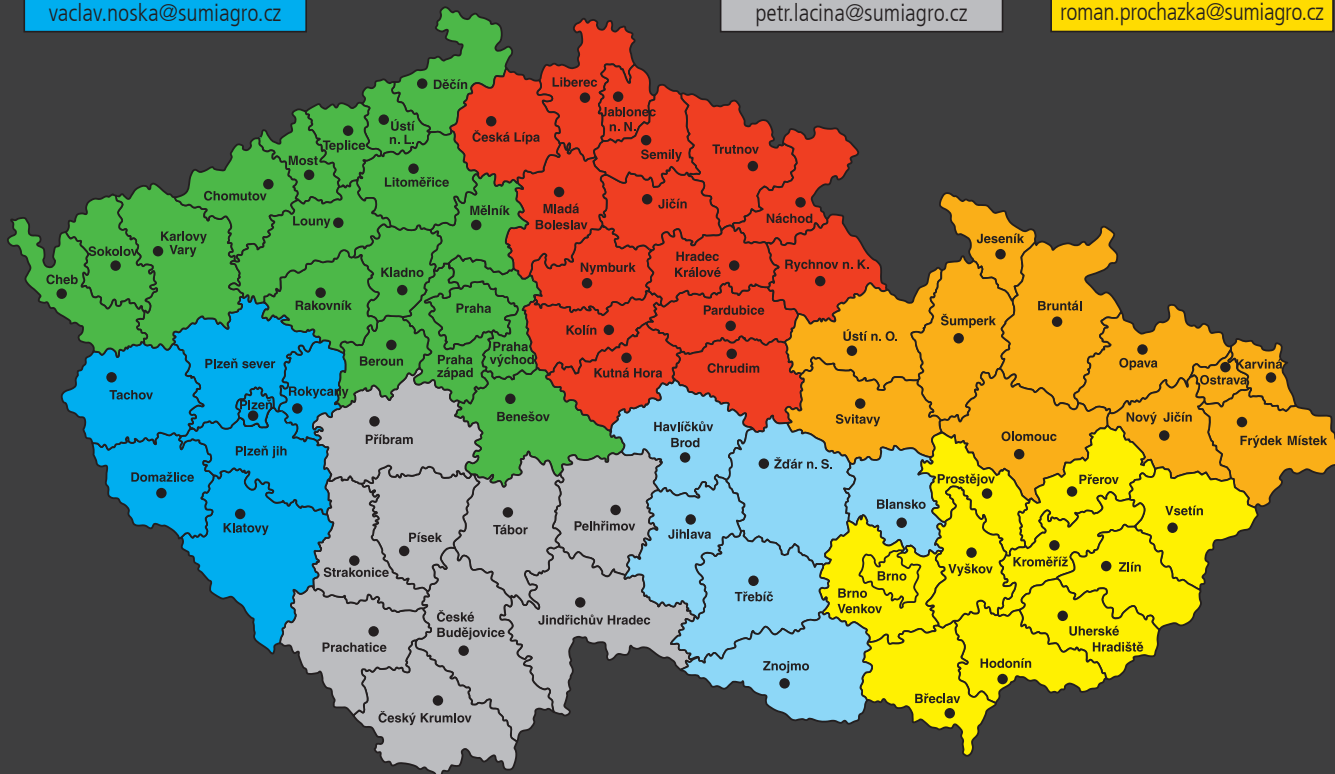 vaclav.noska@sumiagro.cz
petr.lacina@sumiagro.cz
roman.prochazka@sumiagro.cz
Děčín
Liberec
Jablonec
n. N.
Ústí
n. L.
Teplice
Česká Lípa
Semily
Trutnov
Most
Litoměřice
Chomutov
Mělník
Mladá
Boleslav
Jičín
Náchod
Louny
Karlovy
Vary
Sokolov
Cheb
Kladno
Nymburk
Hradec
Králové
Rychnov n. K.
Jeseník
Rakovník
Praha
Pardubice
Kolín
Šumperk
Bruntál
Ústí n. O.
Beroun
Praha
západ
Praha
východ
Kutná Hora
Chrudim
Plzeň sever
Opava
Karviná
Ostrava
Tachov
Rokycany
Plzeň
Benešov
Svitavy
Nový Jičín
Frýdek Místek
Příbram
Havlíčkův
Brod
Olomouc
Plzeň jih
Žďár n. S.
Domažlice
Prostějov
Přerov
Klatovy
Blansko
Vsetín
Pelhřimov
Tábor
Písek
Jihlava
Strakonice
Vyškov
Kroměříž
Zlín
Brno
Brno
Venkov
Třebíč
České
Budějovice
Jindřichův Hradec
Prachatice
Uherské
Hradiště
Znojmo
Hodonín
Břeclav
Český Krumlov